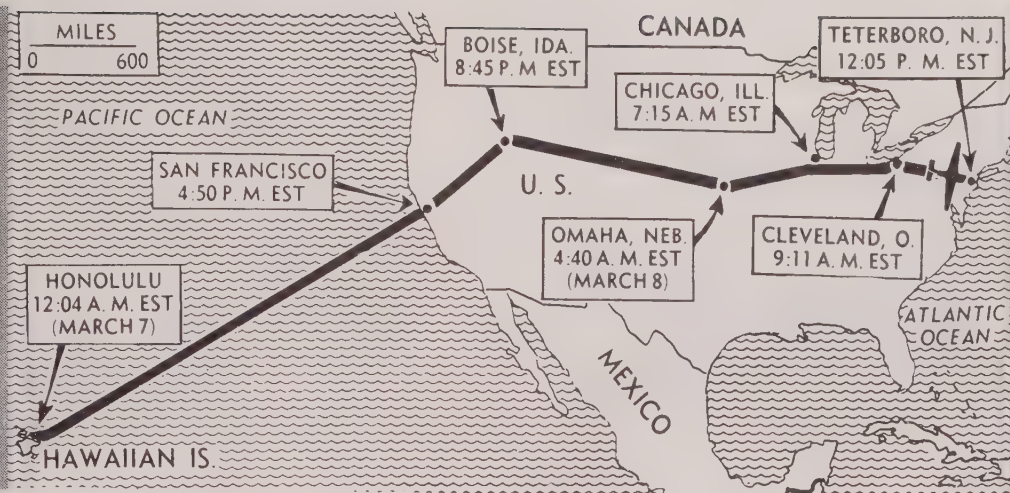 MILES
0 600
PACIFIC OCEAN
BOISE, IDA.
8:45 P. M EST
CANADA
TETERBORO, N. J.
12:05 P. M. EST
CHICAGO, ILL.
7:15 A. M EST
SAN FRANCISCO
4:50 P. M. EST
U. S.
OMAHA, NEB.
4:40 A. M. EST
(MARCH 8)
CLEVELAND, O.
9:11 A. M. EST
HONOLULU
12:04 A. M. EST
(MARCH 7)
ATLANTIC
OCEAN
MEXICO
HAWAIIAN IS.